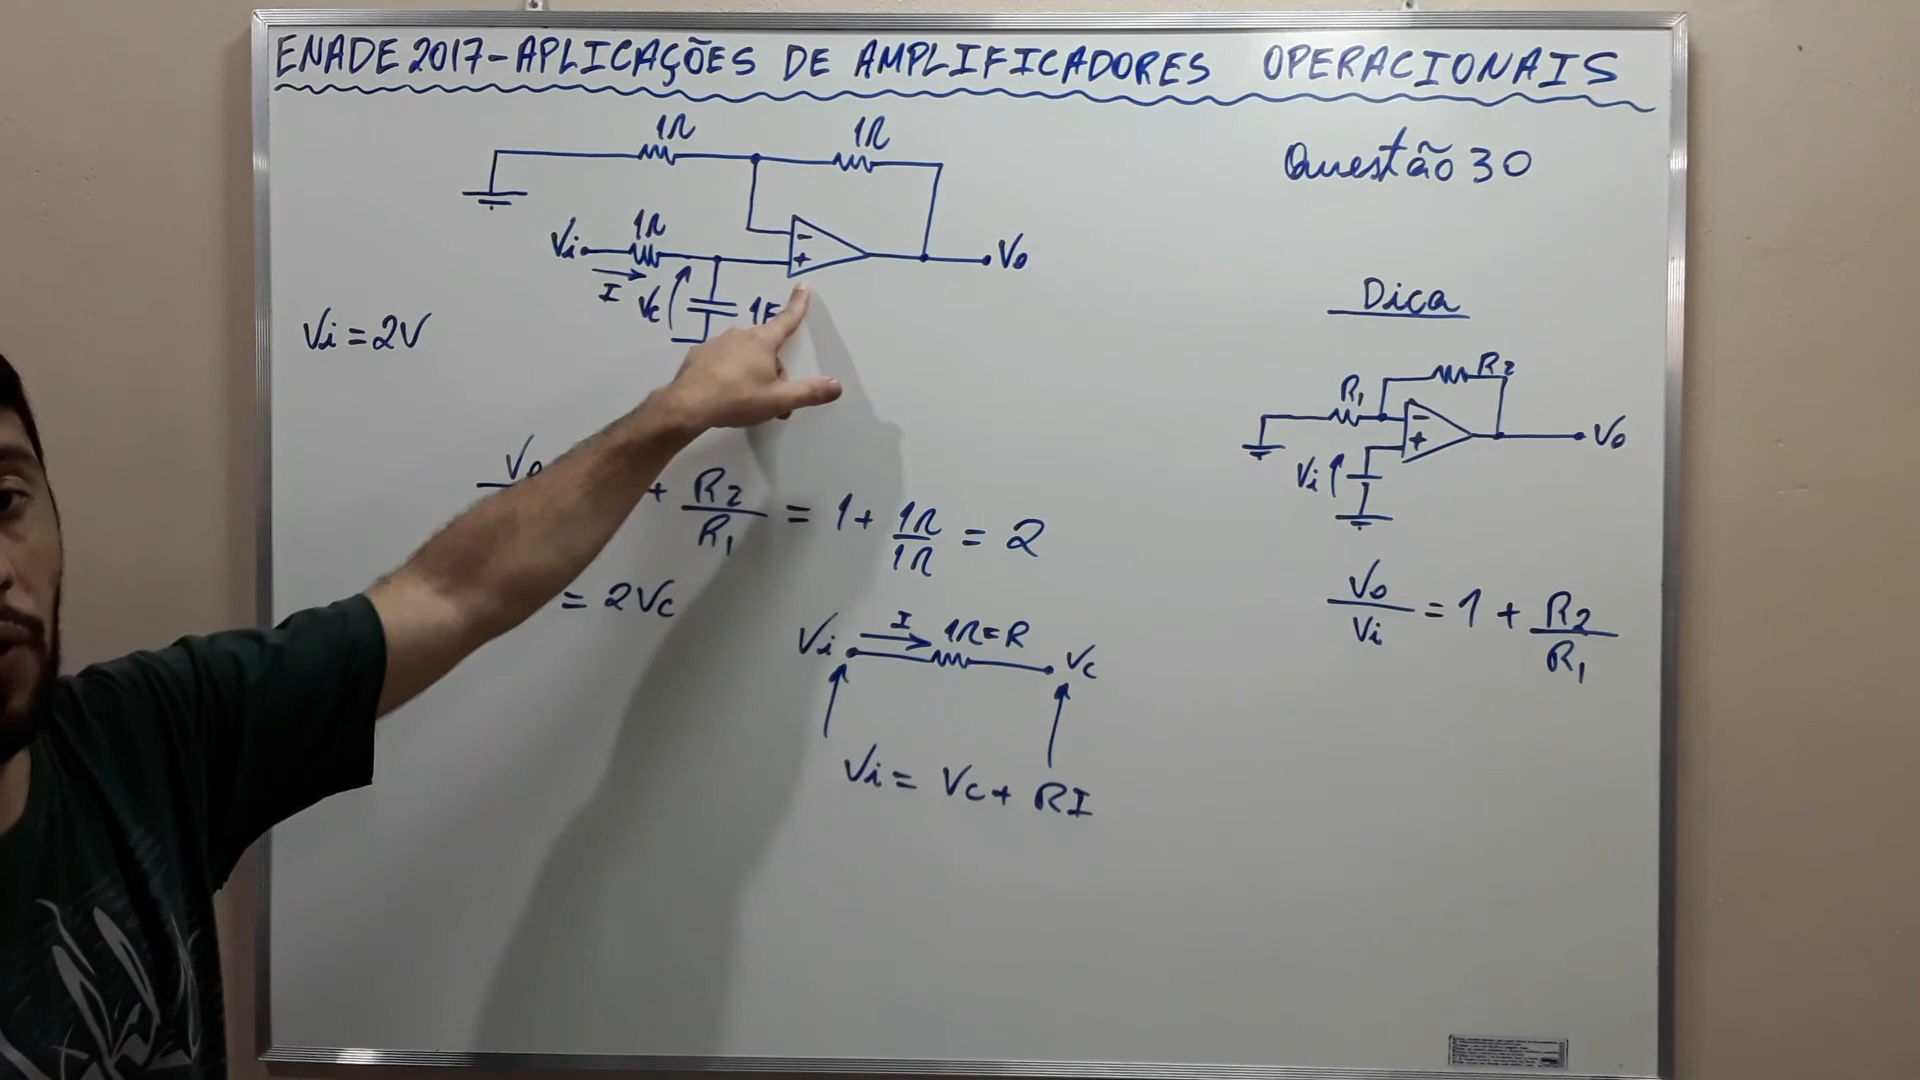 ENADE 2017-APLICAÇÕES DE AMPLIFICADORES OPERACIONAIS
Questão 30
1Ω 1Ω
Vi 1Ω - + Vo
I Vc 1F
Vi=2V
Dica
R1 R2 - + Vo
Vi
Vo
+ R2/R1 = 1+ 1Ω/1Ω = 2
= 2Vc
Vo/Vi = 1 + R2/R1
Vi I 1Ω=R Vc
Vi = Vc + RI